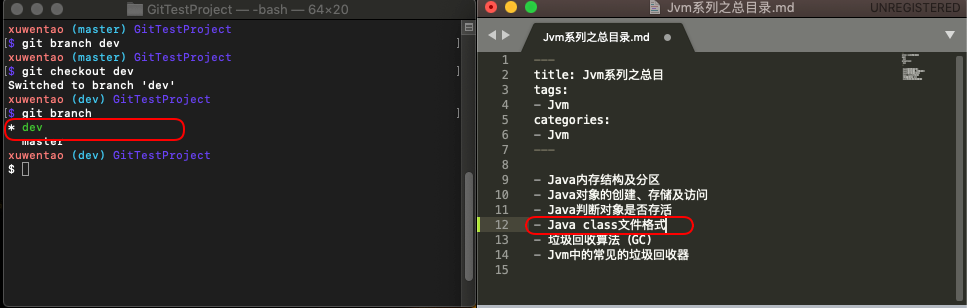 GitTestProject — -bash — 64×20
xuwentao (master) GitTestProject
[$ git branch dev ]
xuwentao (master) GitTestProject
[$ git checkout dev ]
Switched to branch 'dev'
xuwentao (dev) GitTestProject
[$ git branch ]
* dev
master
xuwentao (dev) GitTestProject
$
Jvm系列之总目录.md
UNREGISTERED
Jvm系列之总目录.md
1 ---
2 title: Jvm系列之总目
3 tags:
4 - Jvm
5 categories:
6 - Jvm
7 ---
8
9 - Java内存结构及分区
10 - Java对象的创建、存储及访问
11 - Java判断对象是否存活
12 - Java class文件格式
13 - 垃圾回收算法（GC）
14 - Jvm中的常见的垃圾回收器
15